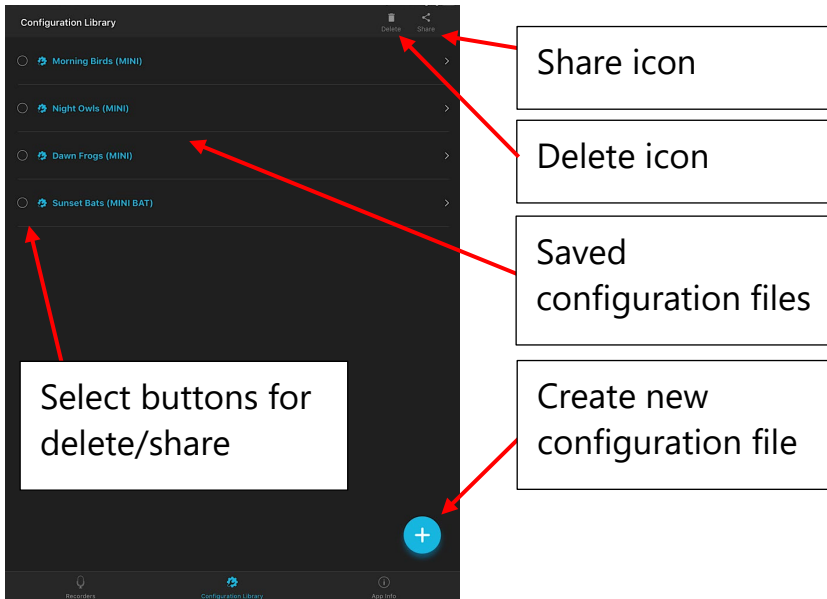 Configuration Library
Delete
Share
Morning Birds (MINI)
Night Owls (MINI)
Dawn Frogs (MINI)
Sunset Bats (MINI BAT)
Share icon
Delete icon
Saved
configuration files
Select buttons for
delete/share
Create new
configuration file
Recorders
Configuration Library
App Info